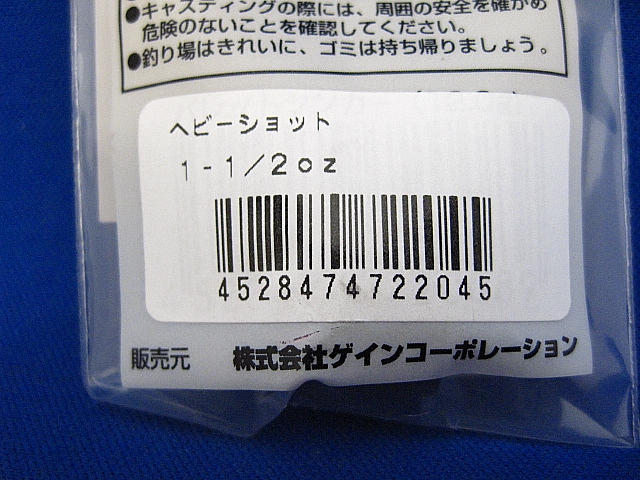 ●キャスティングの際には、周囲の安全を確かめ
危険のないことを確認してください。
●釣り場はきれいに、ゴミは持ち帰りましょう。
ヘビーショット
1-1/2oz
4528474722045
販売元 株式会社ゲインコーポレーション